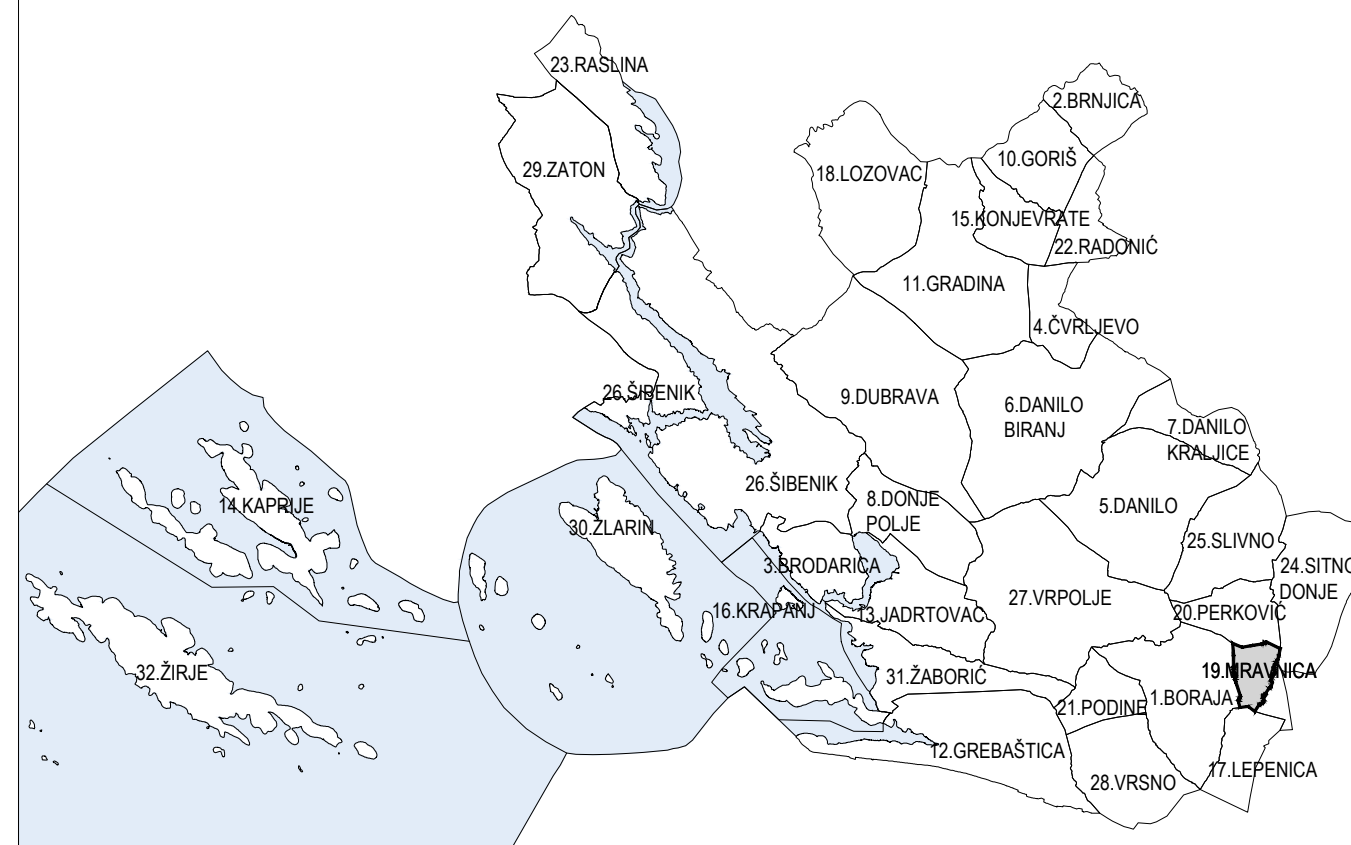 23.RASLINA
2.BRNJICA
29.ZATON
18.LOZOVAC
10.GORIŠ
15.KONJEVRATE
22.RADONIĆ
11.GRADINA
4.ČVRLJEVO
26.ŠIBENIK
9.DUBRAVA
6.DANILO
BIRANJ
7.DANILO
KRALJICE
14.KAPRIJE
30.ZLARIN
26.ŠIBENIK
8.DONJE
POLJE
5.DANILO
25.SLIVNO
24.SITNO
DONJE
3.BRODARICA
16.KRAPANJ
13.JADRTOVAC
27.VRPOLJE
20.PERKOVIĆ
32.ŽIRJE
31.ŽABORIĆ
19.MRAVNICA
21.PODINE
1.BORAJA
12.GREBAŠTICA
28.VRSNO
17.LEPENICA